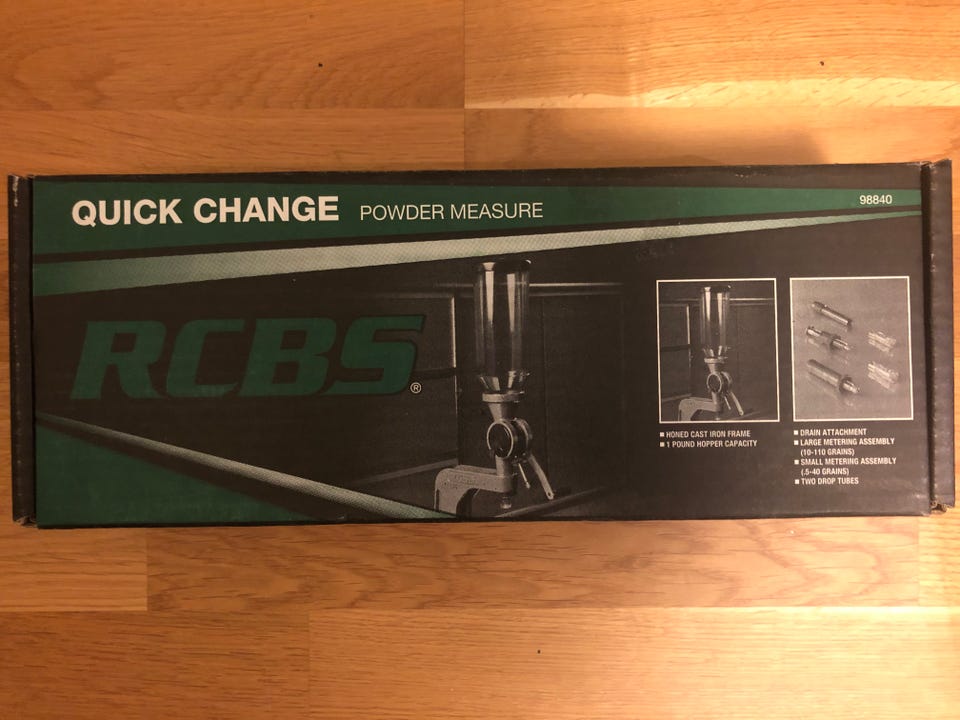 QUICK CHANGE POWDER MEASURE
98840
RCBS®
■ HONED CAST IRON FRAME
■ 1 POUND HOPPER CAPACITY
■ DRAIN ATTACHMENT
■ LARGE METERING ASSEMBLY
(10-110 GRAINS)
■ SMALL METERING ASSEMBLY
(.5-40 GRAINS)
■ TWO DROP TUBES